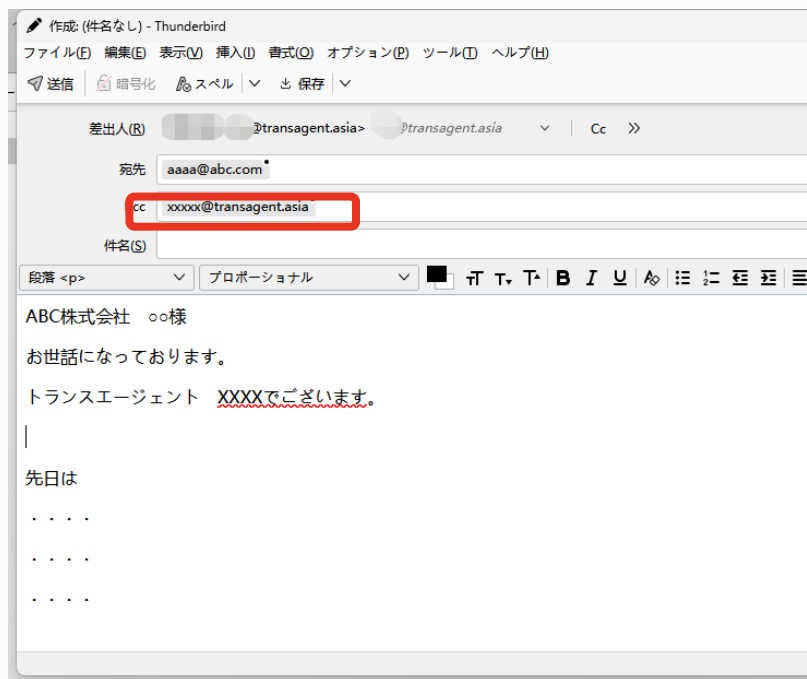 作成: (件名なし) - Thunderbird
ファイル(F) 編集(E) 表示(V) 挿入(I) 書式(O) オプション(P) ツール(T) ヘルプ(H)
送信 暗号化 スペル 保存
差出人(R) @transagent.asia> @transagent.asia Cc
宛先 aaaa@abc.com
cc xxxxx@transagent.asia
件名(S)
段落 <p> プロポーショナル
ABC株式会社 ○○様
お世話になっております。
トランスエージェント XXXXでございます。
先日は
・・・・
・・・・
・・・・